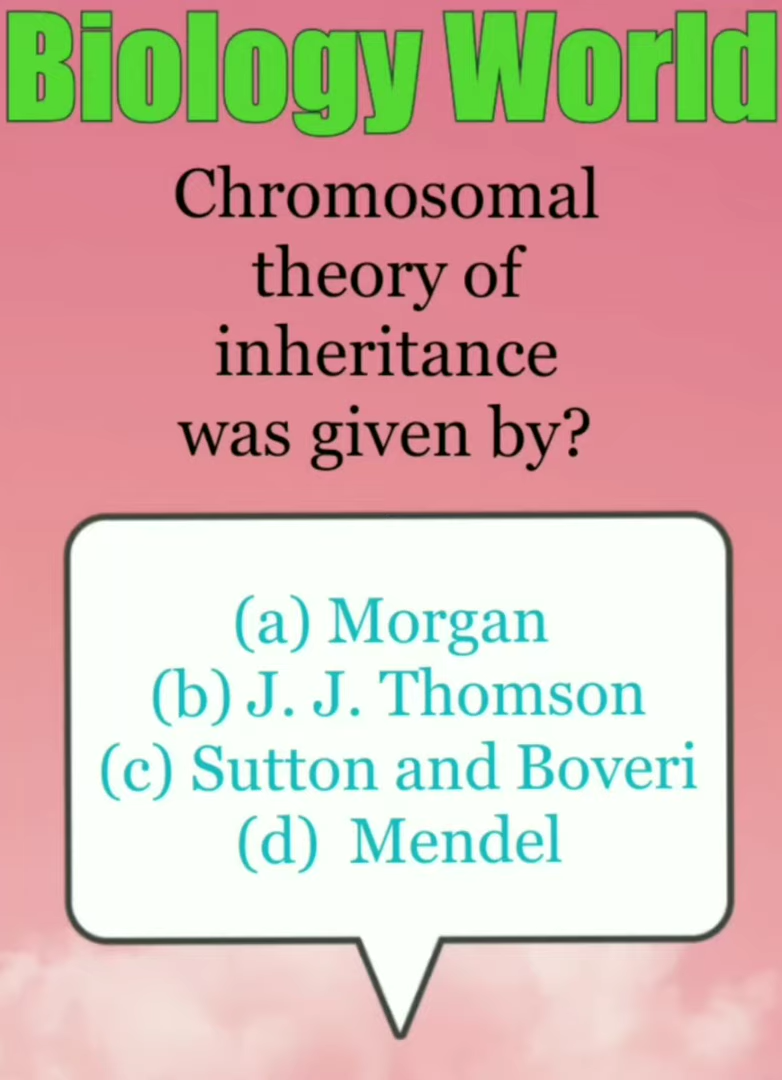 Biology World
Chromosomal
theory of
inheritance
was given by?
(a) Morgan
(b) J. J. Thomson
(c) Sutton and Boveri
(d) Mendel